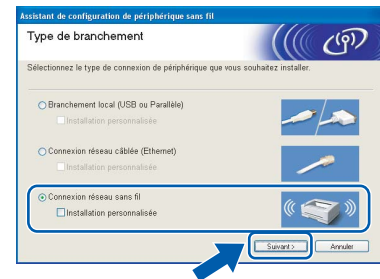 Assistant de configuration de périphérique sans fil
Type de branchement
Sélectionnez le type de connexion de périphérique que vous souhaitez installer.
Branchement local (USB ou Parallèle)
Installation personnalisée
Connexion réseau câblée (Ethernet)
Installation personnalisée
Connexion réseau sans fil
Installation personnalisée
Suivant >
Annuler